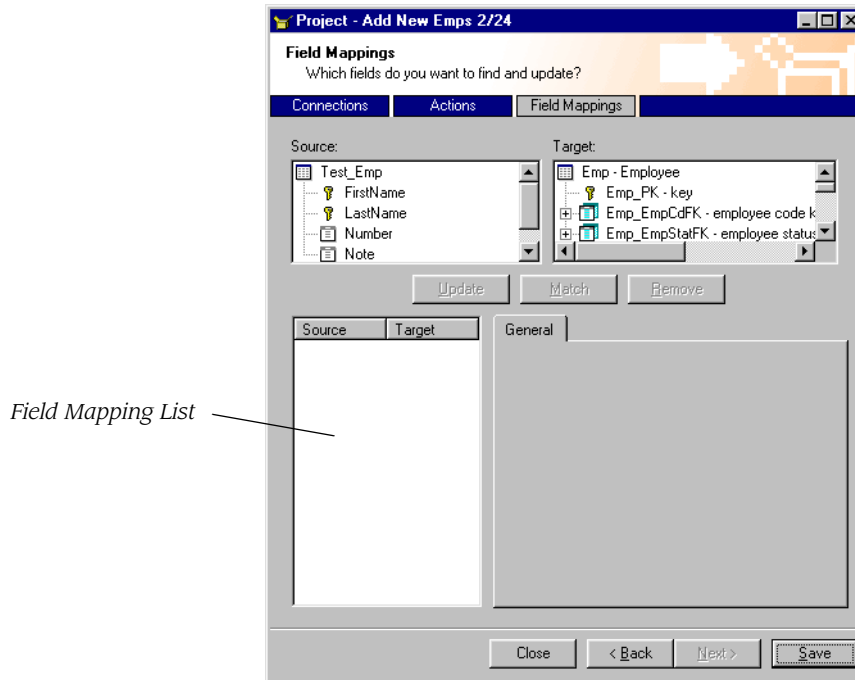 Project - Add New Emps 2/24
Field Mappings
Which fields do you want to find and update?
Connections Actions Field Mappings
Source: Target:
Test_Emp
FirstName
LastName
Number
Note
Emp - Employee
Emp_PK - key
Emp_EmpCdFK - employee code k
Emp_EmpStatFK - employee status
Update Match Remove
Source Target
General
Field Mapping List
Close < Back Next > Save